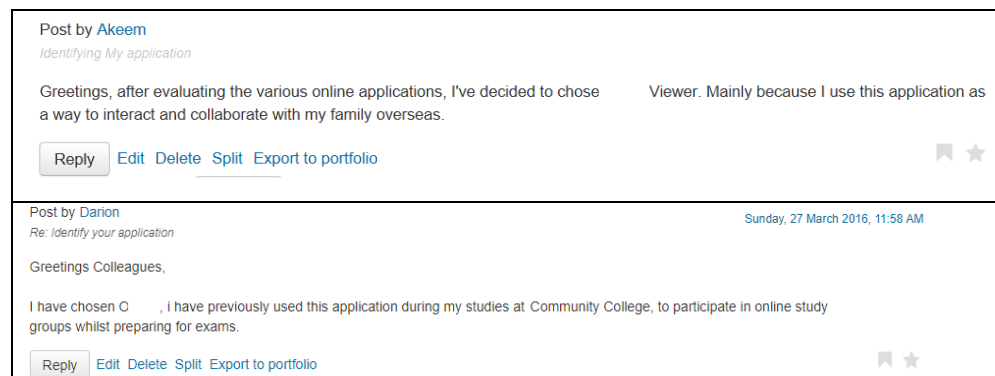 Post by Akeem
Identifying My application
Greetings, after evaluating the various online applications, I've decided to chose Viewer. Mainly because I use this application as
a way to interact and collaborate with my family overseas.
Reply Edit Delete Split Export to portfolio
Post by Darion
Sunday, 27 March 2016, 11:58 AM
Re: Identify your application
Greetings Colleagues,
I have chosen O , i have previously used this application during my studies at Community College, to participate in online study
groups whilst preparing for exams.
Reply Edit Delete Split Export to portfolio